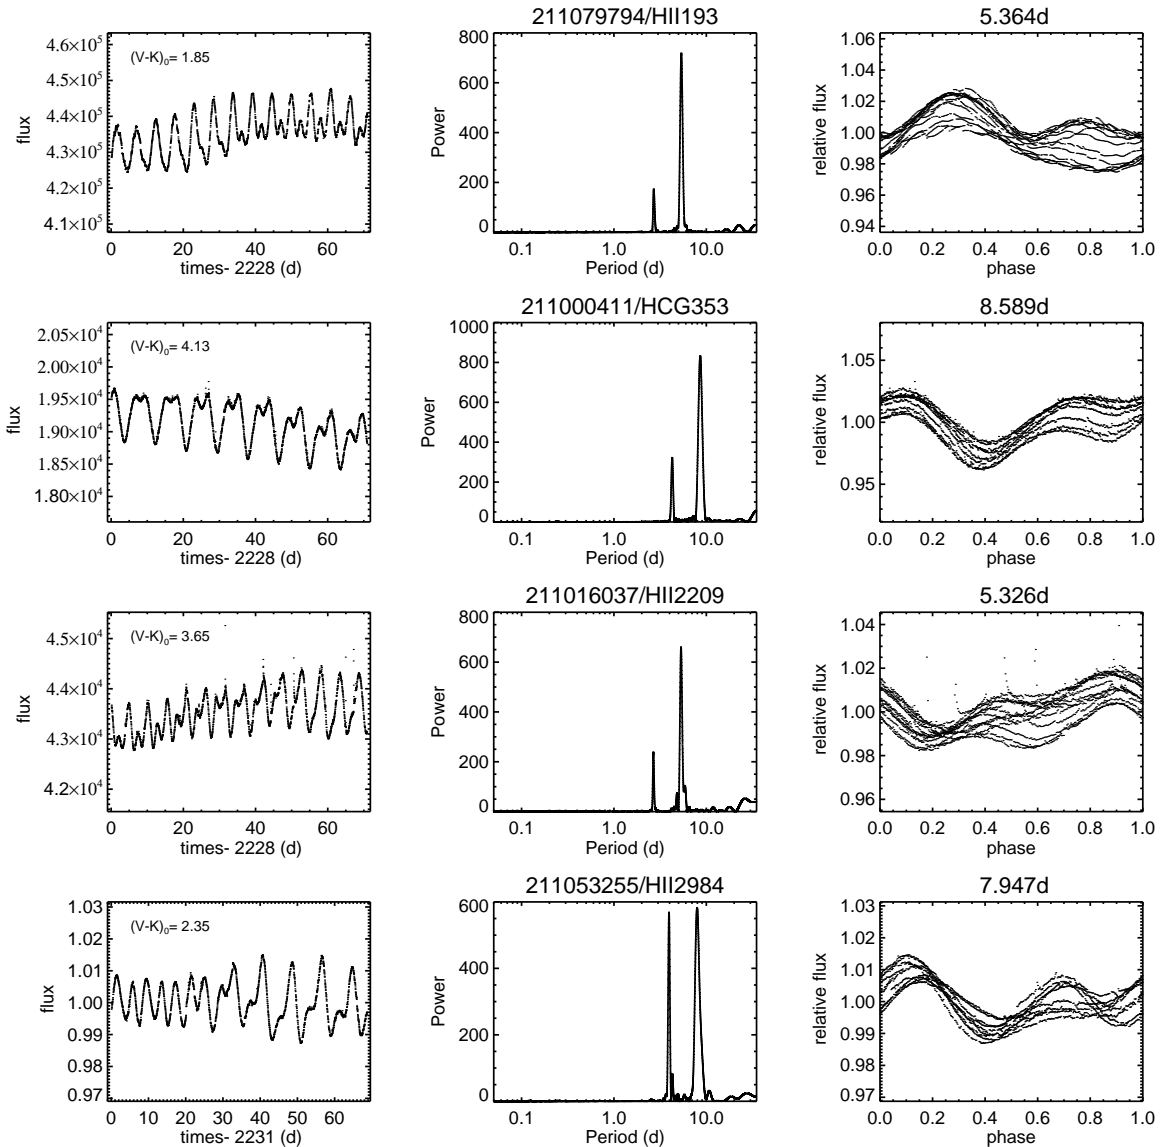 211079794/HII193
5.364d
4.6×10⁵
4.5×10⁵
4.4×10⁵
4.3×10⁵
4.2×10⁵
4.1×10⁵
flux
(V-K)₀= 1.85
0 20 40 60
times- 2228 (d)
800
600
400
200
0
Power
0.1 1.0 10.0
Period (d)
1.06
1.04
1.02
1.00
0.98
0.96
0.94
relative flux
0.0 0.2 0.4 0.6 0.8 1.0
phase
211000411/HCG353
8.589d
2.05×10⁴
2.00×10⁴
1.95×10⁴
1.90×10⁴
1.85×10⁴
1.80×10⁴
flux
(V-K)₀= 4.13
0 20 40 60
times- 2228 (d)
1000
800
600
400
200
0
Power
0.1 1.0 10.0
Period (d)
1.05
1.00
0.95
relative flux
0.0 0.2 0.4 0.6 0.8 1.0
phase
211016037/HII2209
5.326d
4.5×10⁴
4.4×10⁴
4.3×10⁴
4.2×10⁴
flux
(V-K)₀= 3.65
0 20 40 60
times- 2228 (d)
800
600
400
200
0
Power
0.1 1.0 10.0
Period (d)
1.04
1.02
1.00
0.98
0.96
relative flux
0.0 0.2 0.4 0.6 0.8 1.0
phase
211053255/HII2984
7.947d
1.03
1.02
1.01
1.00
0.99
0.98
0.97
flux
(V-K)₀= 2.35
0 10 20 30 40 50 60
times- 2231 (d)
600
400
200
0
Power
0.1 1.0 10.0
Period (d)
1.03
1.02
1.01
1.00
0.99
0.98
0.97
relative flux
0.0 0.2 0.4 0.6 0.8 1.0
phase